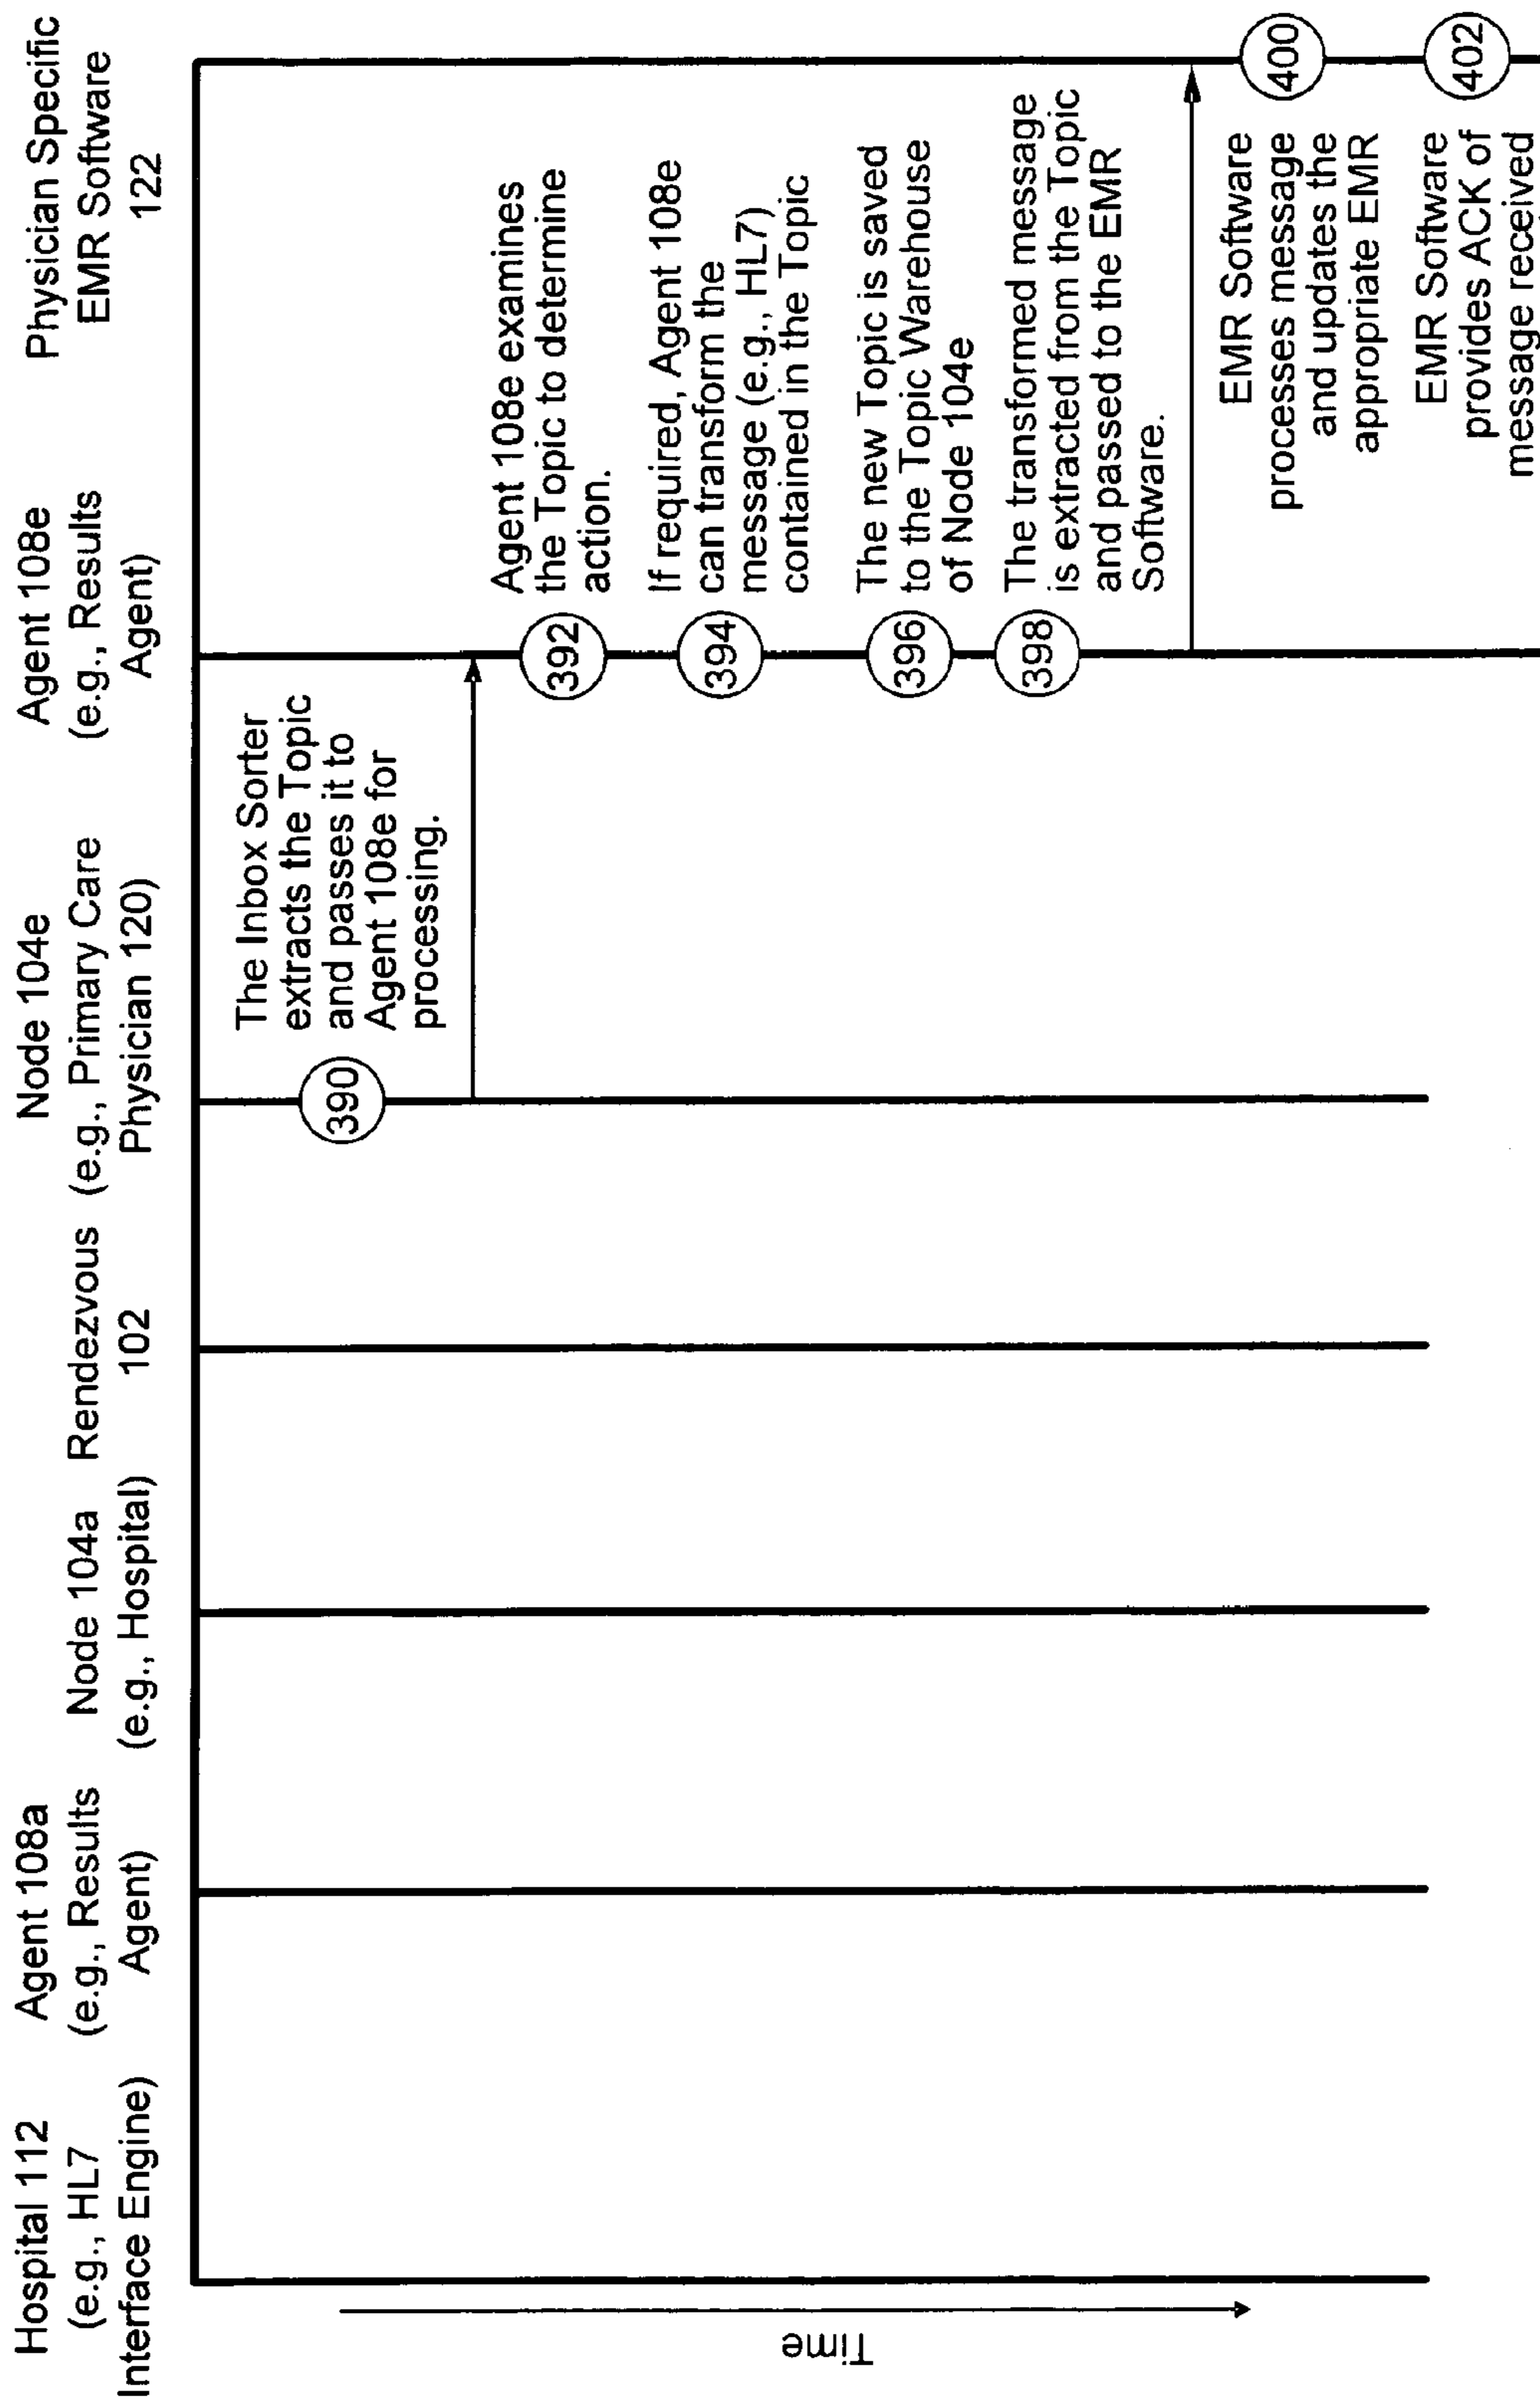 Hospital 112
(e.g., HL7
Interface Engine)
Agent 108a
(e.g., Results
Agent)
Node 104a
(e.g., Hospital)
Rendezvous
102
Node 104e
(e.g., Primary Care
Physician 120)
Agent 108e
(e.g., Results
Agent)
Physician Specific
EMR Software
122
Time
390
The Inbox Sorter
extracts the Topic
and passes it to
Agent 108e for
processing.
392
Agent 108e examines
the Topic to determine
action.
394
If required, Agent 108e
can transform the
message (e.g., HL7)
contained in the Topic
396
The new Topic is saved
to the Topic Warehouse
of Node 104e
398
The transformed message
is extracted from the Topic
and passed to the EMR
Software.
400
EMR Software
processes message
and updates the
appropriate EMR
402
EMR Software
provides ACK of
message received